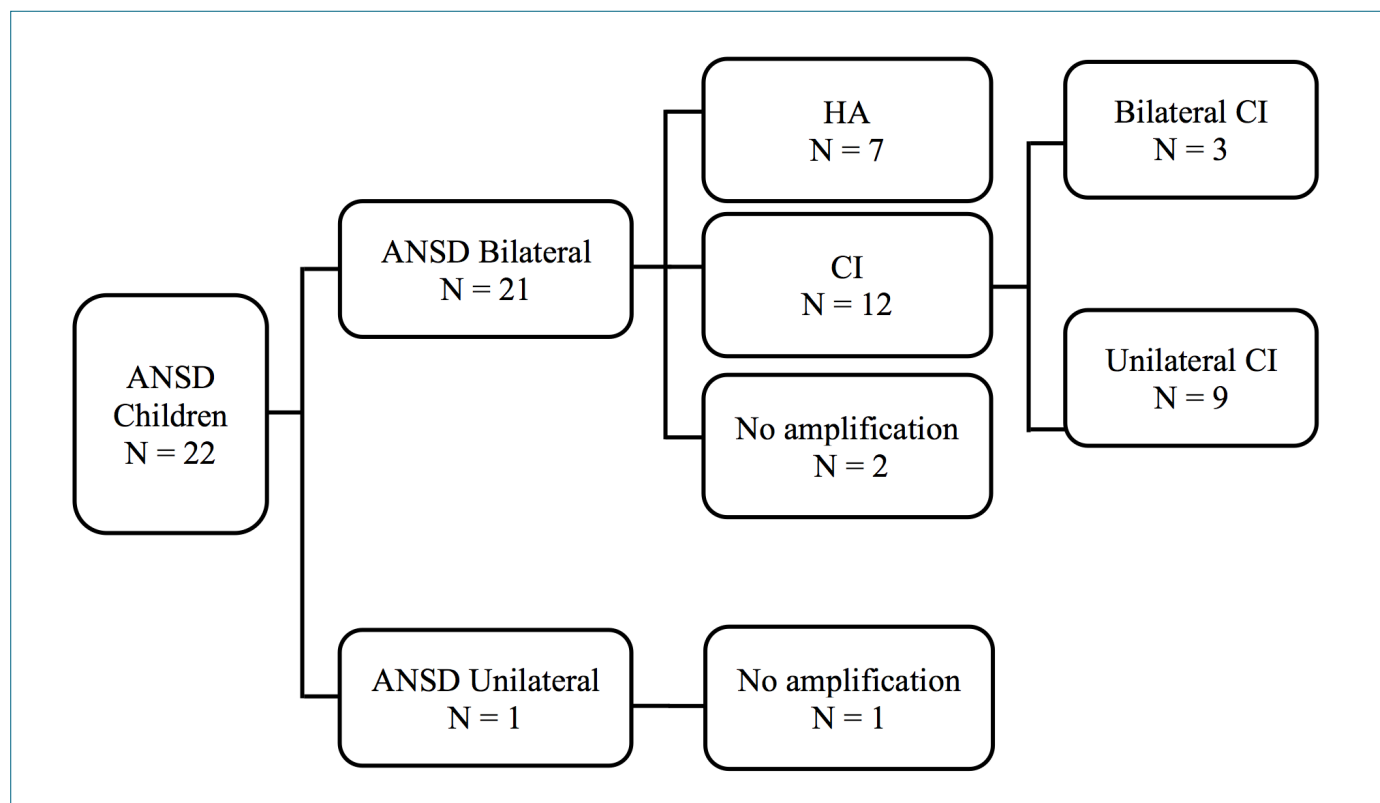 ANSD
Children
N = 22
ANSD Bilateral
N = 21
HA
N = 7
CI
N = 12
No amplification
N = 2
Bilateral CI
N = 3
Unilateral CI
N = 9
ANSD Unilateral
N = 1
No amplification
N = 1